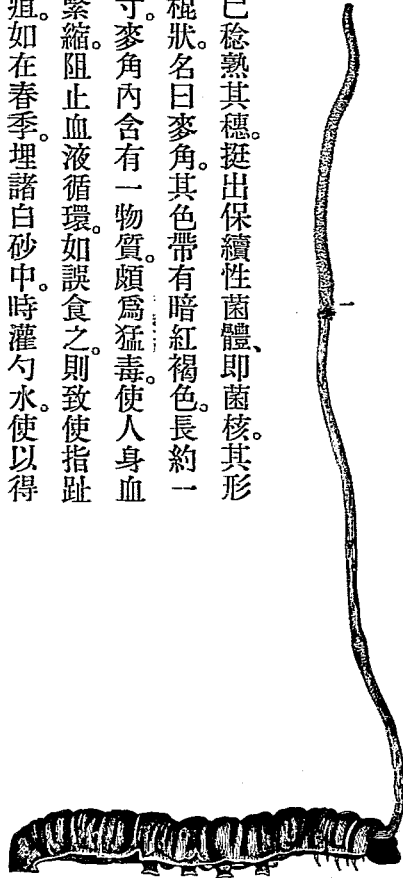 稔熟其穗。挺出保續性菌體、卽菌核。其形
棍狀。名曰麥角。其色帶有暗紅褐色。長約一
寸。麥角內含有一物質。頗爲猛毒。使人身血
緊縮。阻止血液循環。如誤食之。則致使指趾
疽。如在春季。埋諸白砂中。時灌勺水。使以得
一